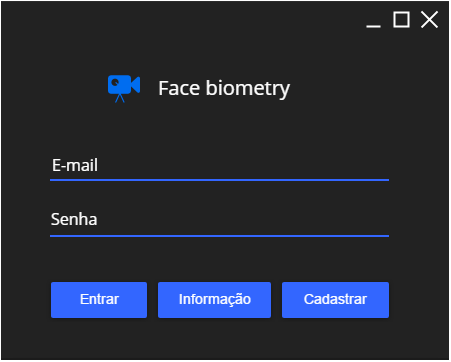 Face biometry
E-mail
Senha
Entrar Informação Cadastrar